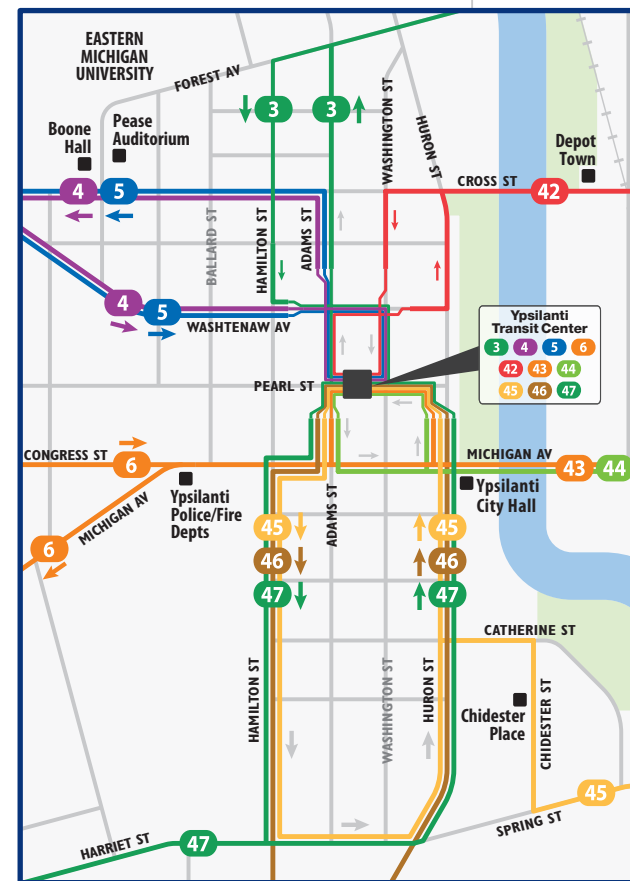 EASTERN
MICHIGAN
UNIVERSITY
FOREST AV
3
3
WASHINGTON ST
HURON ST
Boone
Hall
Pease
Auditorium
Depot
Town
4
5
CROSS ST
42
BALLARD ST
HAMILTON ST
ADAMS ST
4
5
WASHTENAW AV
Ypsilanti
Transit Center
3
4
5
6
42
43
44
45
46
47
PEARL ST
CONGRESS ST
6
MICHIGAN AV
43
44
MICHIGAN AV
Ypsilanti
Police/Fire
Depts
ADAMS ST
Ypsilanti
City Hall
6
45
45
46
46
47
47
CATHERINE ST
HAMILTON ST
WASHINGTON ST
HURON ST
Chidester
Place
CHIDESTER ST
45
SPRING ST
HARRIET ST
47